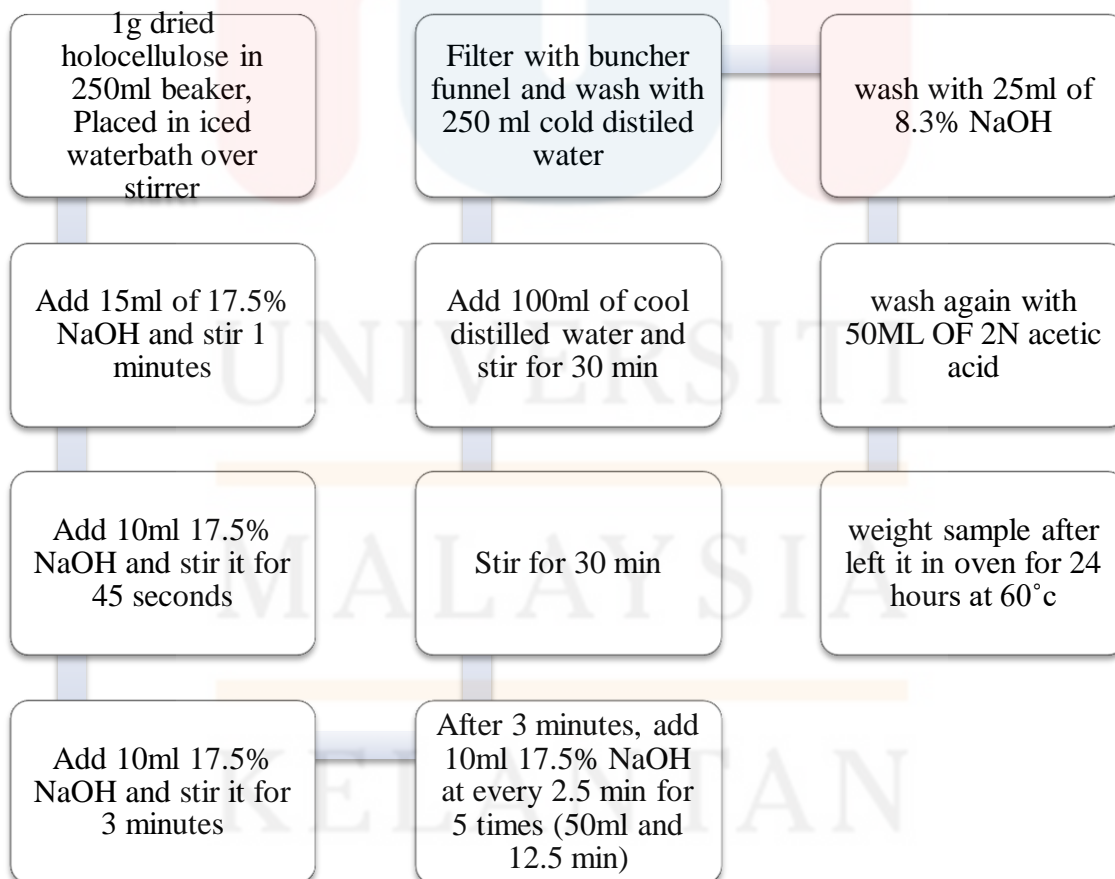 1g dried
holocellulose in
250ml beaker,
Placed in iced
waterbath over
stirrer
Add 15ml of 17.5%
NaOH and stir 1
minutes
Add 10ml 17.5%
NaOH and stir it for
45 seconds
Add 10ml 17.5%
NaOH and stir it for
3 minutes
After 3 minutes, add
10ml 17.5% NaOH
at every 2.5 min for
5 times (50ml and
12.5 min)
Stir for 30 min
Add 100ml of cool
distilled water and
stir for 30 min
Filter with buncher
funnel and wash with
250 ml cold distiled
water
wash with 25ml of
8.3% NaOH
wash again with
50ML OF 2N acetic
acid
weight sample after
left it in oven for 24
hours at 60˚c
UNIVERSITI
MALAYSIA
KELANTAN